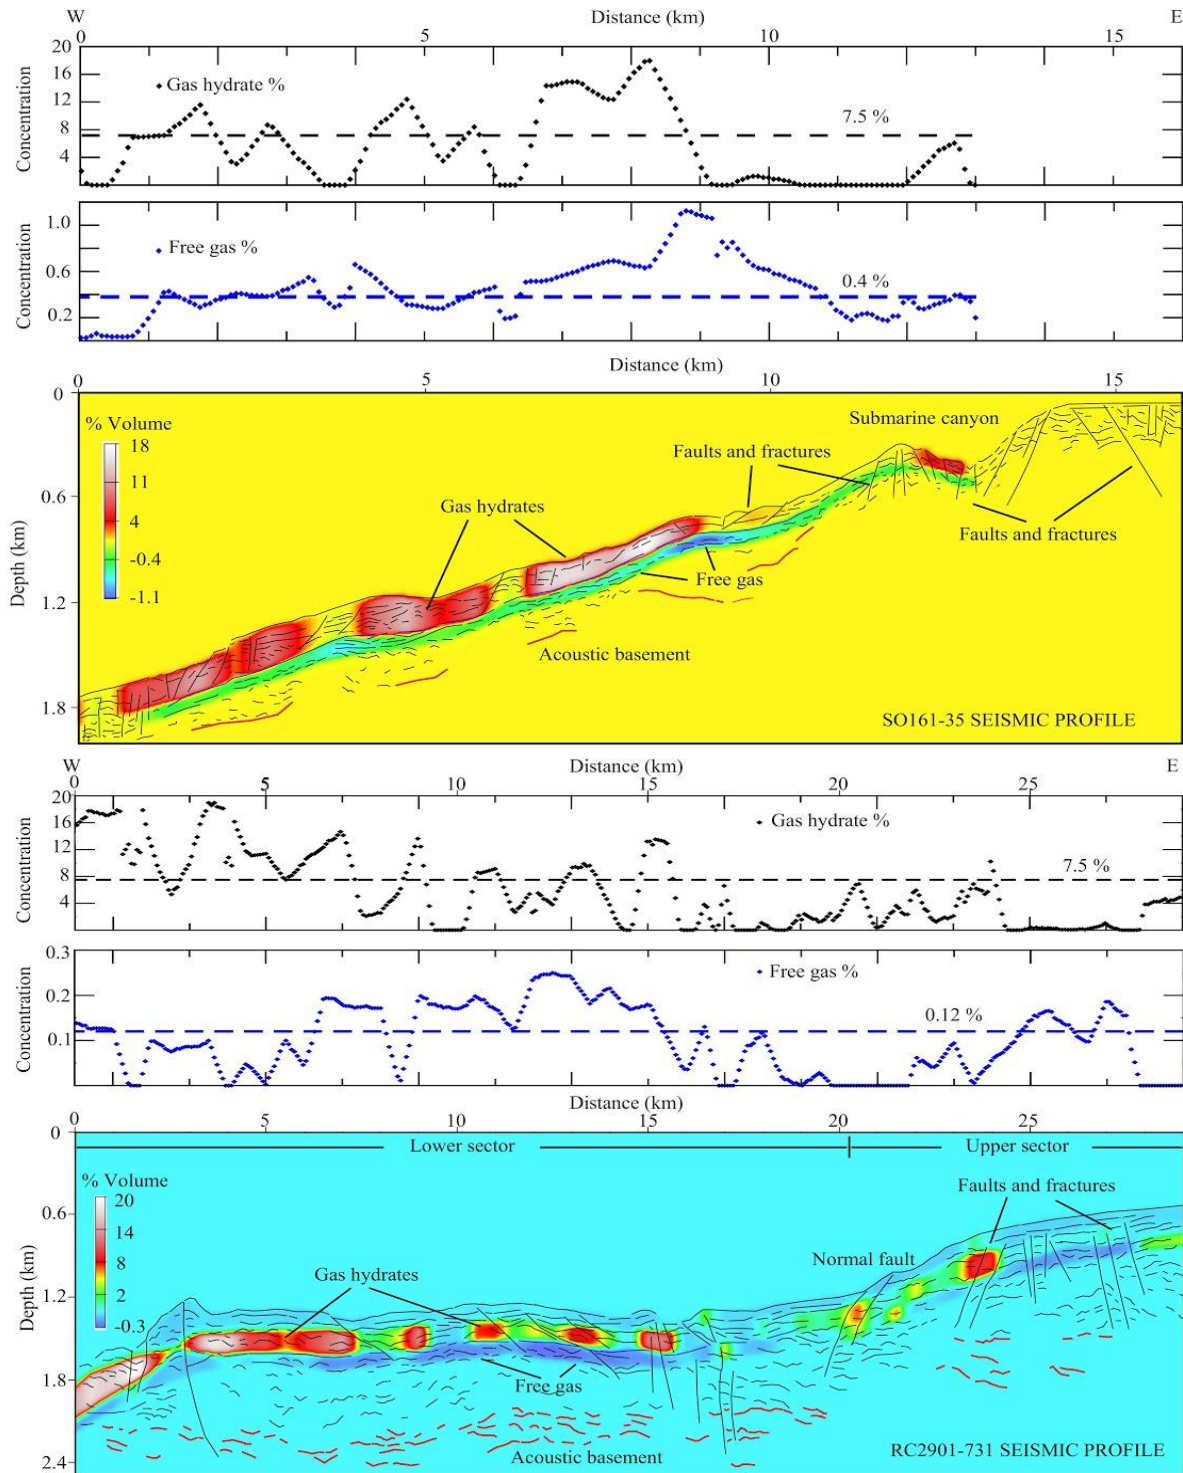 W Distance (km) E
0 5 10 15
Concentration
20
16
12
8
4
Gas hydrate %
7.5 %
Concentration
1.0
0.6
0.2
Free gas %
0.4 %
Distance (km)
0 5 10 15
Depth (km)
0
0.6
1.2
1.8
% Volume
18
11
4
-0.4
-1.1
Submarine canyon
Faults and fractures
Gas hydrates
Faults and fractures
Free gas
Acoustic basement
SO161-35 SEISMIC PROFILE
W Distance (km) E
0 5 10 15 20 25
Concentration
20
16
12
8
4
Gas hydrate %
7.5 %
Concentration
0.3
0.2
0.1
Free gas %
0.12 %
Distance (km)
0 5 10 15 20 25
Depth (km)
0
0.6
1.2
1.8
2.4
Lower sector Upper sector
% Volume
20
14
8
2
-0.3
Faults and fractures
Normal fault
Gas hydrates
Free gas
Acoustic basement
RC2901-731 SEISMIC PROFILE